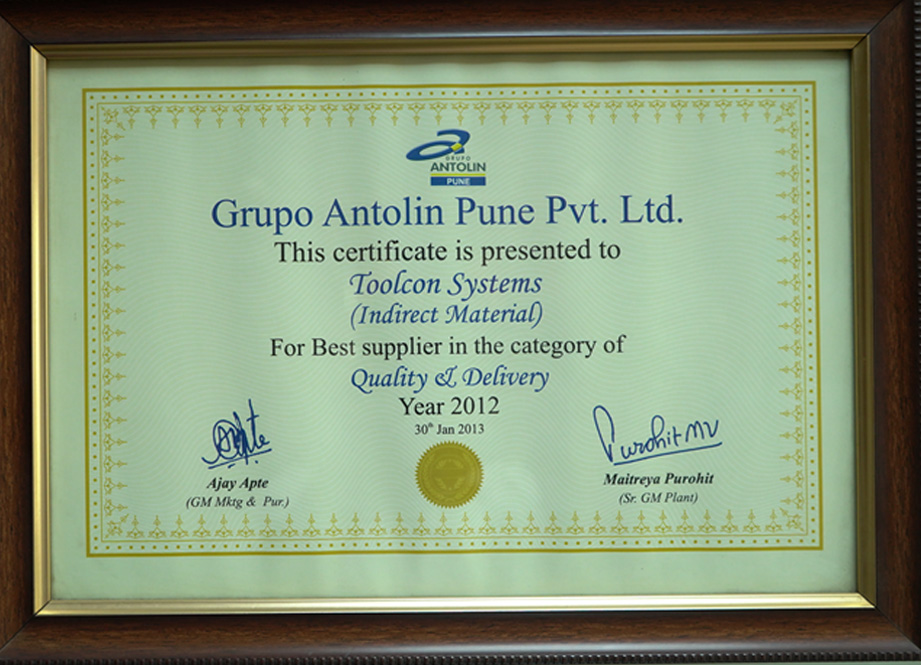 GRUPO
ANTOLIN
PUNE
Grupo Antolin Pune Pvt. Ltd.
This certificate is presented to
Toolcon Systems
(Indirect Material)
For Best supplier in the category of
Quality & Delivery
Year 2012
30th Jan 2013
Apte
Purohit MV
Ajay Apte
(GM Mktg & Pur.)
Maitreya Purohit
(Sr. GM Plant)